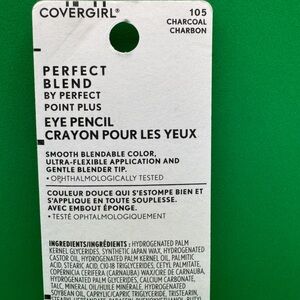 COVERGIRL®
105
CHARCOAL
CHARBON
PERFECT
BLEND
BY PERFECT
POINT PLUS
EYE PENCIL
CRAYON POUR LES YEUX
SMOOTH BLENDABLE COLOR,
ULTRA-FLEXIBLE APPLICATION AND
GENTLE BLENDER TIP.
• OPHTHALMOLOGICALLY TESTED
COULEUR DOUCE QUI S'ESTOMPE BIEN ET
S'APPLIQUE EN TOUTE SOUPLESSE.
AVEC EMBOUT ÉPONGE.
• TESTÉ OPHTALMOLOGIQUEMENT
INGREDIENTS/INGRÉDIENTS: HYDROGENATED PALM
KERNEL GLYCERIDES, SYNTHETIC JAPAN WAX, HYDROGENATED
CASTOR OIL, HYDROGENATED PALM KERNEL OIL, PALMITIC
ACID, STEARIC ACID, C10-18 TRIGLYCERIDES, CETYL PALMITATE,
COPERNICIA CERIFERA (CARNAUBA) WAX/CIRE DE CARNAUBA,
HYDROGENATED PALM GLYCERIDES, CALCIUM CARBONATE,
TALC, MINERAL OIL/HUILE MINÉRALE, HYDROGENATED
SOYBEAN OIL, CAPRYLIC/CAPRIC TRIGLYCERIDE, TRISTEARIN,